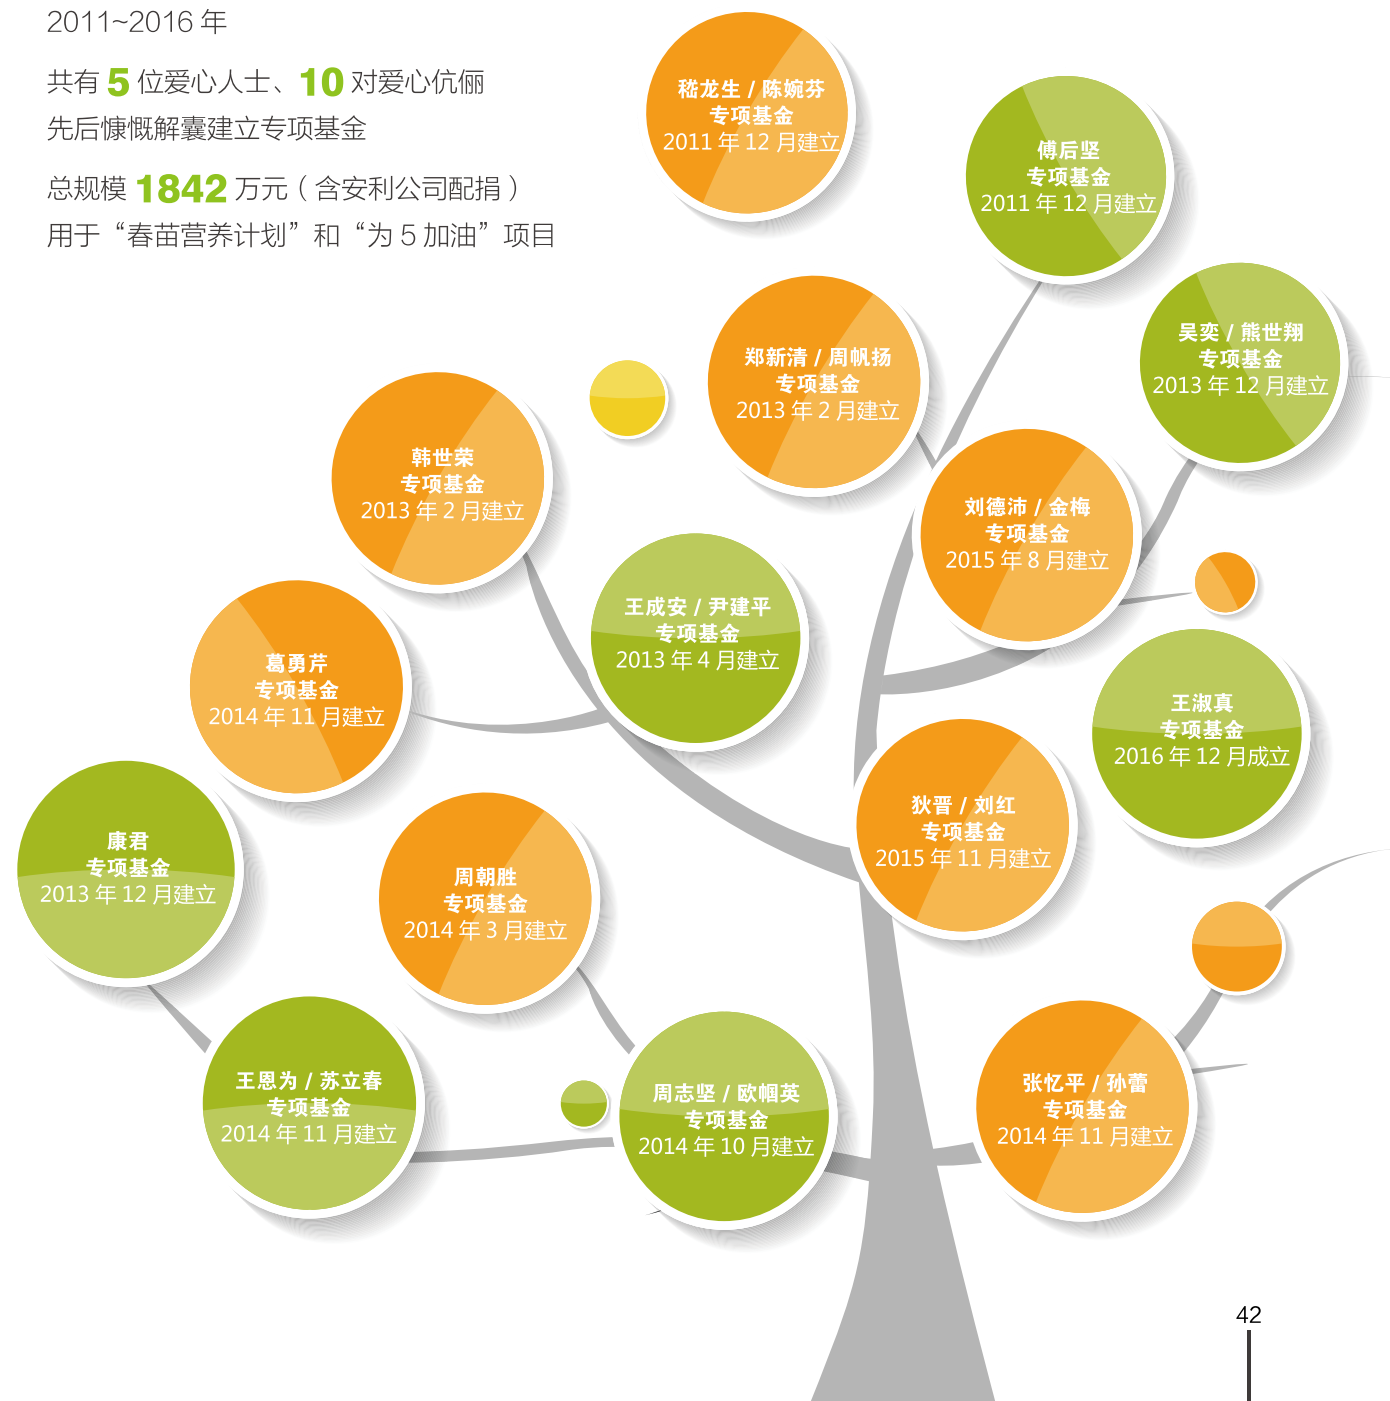 2011~2016 年
共有 5 位爱心人士、10 对爱心伉俪
先后慷慨解囊建立专项基金
总规模 1842 万元（含安利公司配捐）
用于“春苗营养计划”和“为 5 加油”项目
嵇龙生 / 陈婉芬
专项基金
2011 年 12 月建立
傅后坚
专项基金
2011 年 12 月建立
吴奕 / 熊世翔
专项基金
2013 年 12 月建立
郑新清 / 周帆扬
专项基金
2013 年 2 月建立
韩世荣
专项基金
2013 年 2 月建立
刘德沛 / 金梅
专项基金
2015 年 8 月建立
王成安 / 尹建平
专项基金
2013 年 4 月建立
葛勇芹
专项基金
2014 年 11 月建立
王淑真
专项基金
2016 年 12 月成立
狄晋 / 刘红
专项基金
2015 年 11 月建立
康君
专项基金
2013 年 12 月建立
周朝胜
专项基金
2014 年 3 月建立
王恩为 / 苏立春
专项基金
2014 年 11 月建立
周志坚 / 欧帼英
专项基金
2014 年 10 月建立
张忆平 / 孙蕾
专项基金
2014 年 11 月建立
42